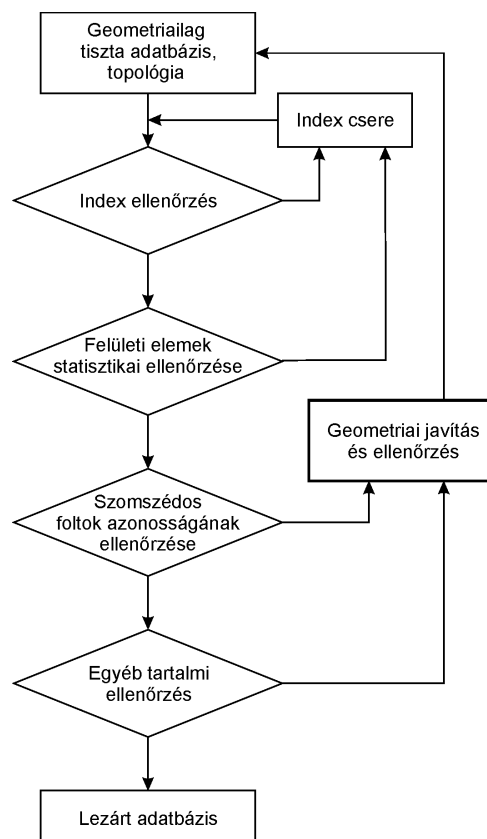 Geometriailag
tiszta adatbázis,
topológia
Index csere
Index ellenőrzés
Felületi elemek
statisztikai ellenőrzése
Geometriai javítás
és ellenőrzés
Szomszédos
foltok azonosságának
ellenőrzése
Egyéb tartalmi
ellenőrzés
Lezárt adatbázis